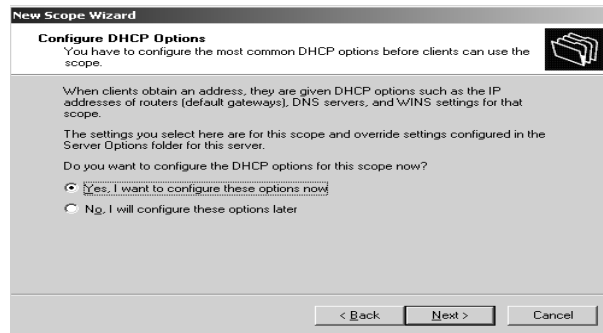 New Scope Wizard
Configure DHCP Options
You have to configure the most common DHCP options before clients can use the
scope.
When clients obtain an address, they are given DHCP options such as the IP
addresses of routers (default gateways), DNS servers, and WINS settings for that
scope.
The settings you select here are for this scope and override settings configured in the
Server Options folder for this server.
Do you want to configure the DHCP options for this scope now?
Yes, I want to configure these options now
No, I will configure these options later
< Back Next > Cancel